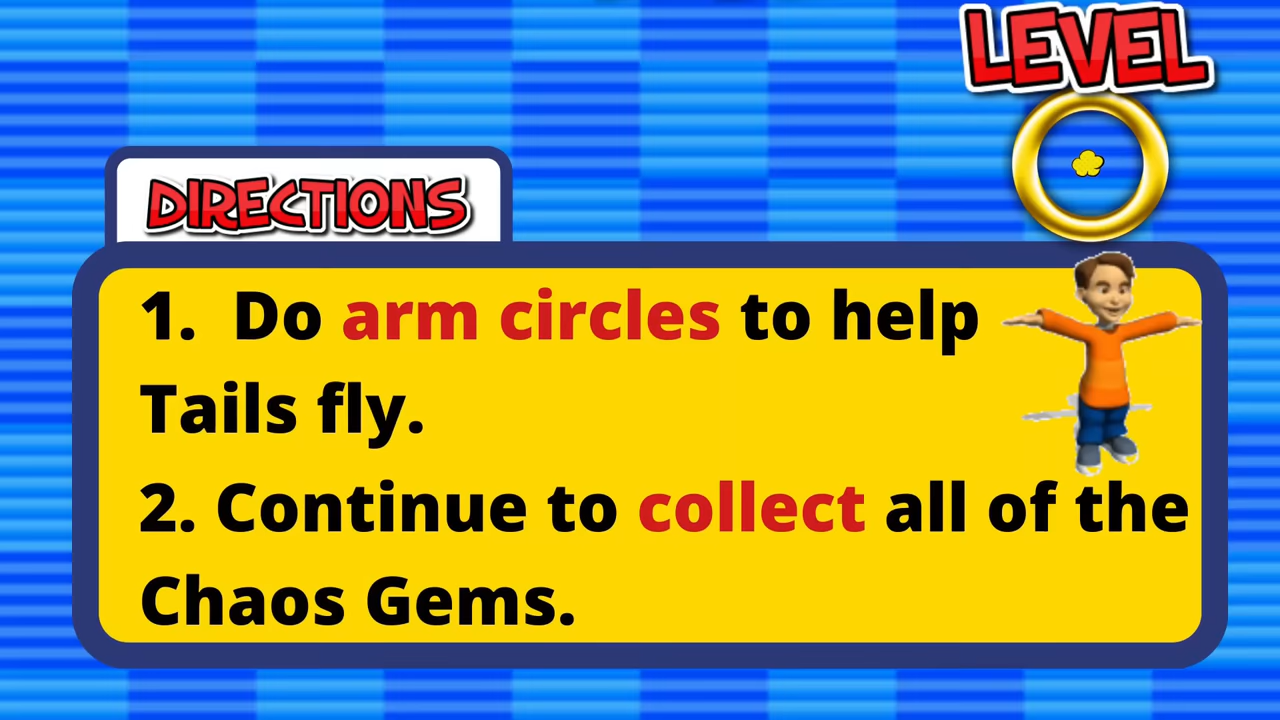 LEVEL
DIRECTIONS
1. Do arm circles to help
Tails fly.
2. Continue to collect all of the
Chaos Gems.